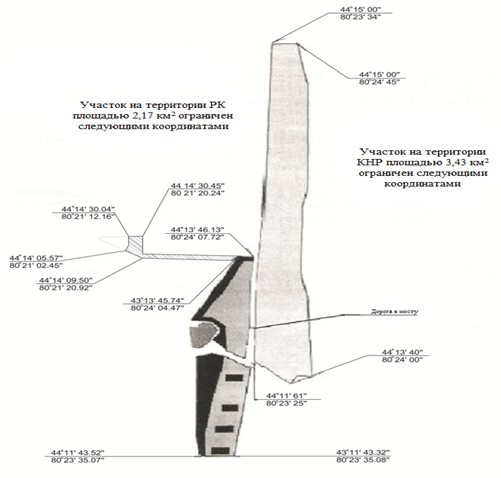 44°15' 00"
80°23' 34"
44°15' 00"
80°24' 45"
Участок на территории РК
площадью 2,17 км² ограничен
следующими координатами
Участок на территории
КНР площадью 3,43 км²
ограничен следующими
координатами
44 14' 30.45"
80 21' 20.24"
44°14' 30.04"
80°21' 12.16"
44°13' 46.13"
80°24' 07.72"
44°14' 05.57"
80°21' 02.45"
44°14' 09.50"
80°21' 20.92"
43°13' 45.74"
80°24' 04.47"
Дорога к мосту
44°13' 40"
80°24' 00"
44°11' 61"
80°23' 25"
44°11' 43.52"
80°23' 35.07"
43°11' 43.32"
80°23' 35.08"